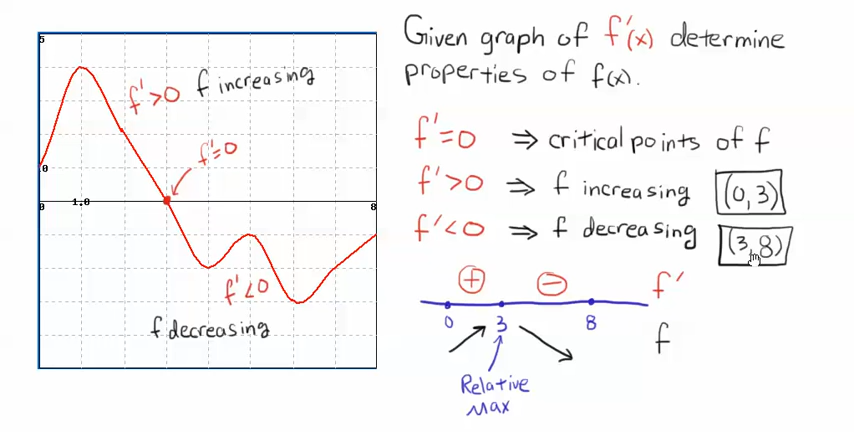 Given graph of f'(x) determine
properties of f(x).
5
f'>0 f increasing
f'=0
0
0 1.0 8
f'<0
f decreasing
f'=0 ⇒ critical points of f
f'>0 ⇒ f increasing (0,3)
f'<0 ⇒ f decreasing (3,8)
+ − f'
0 3 8 f
Relative
Max